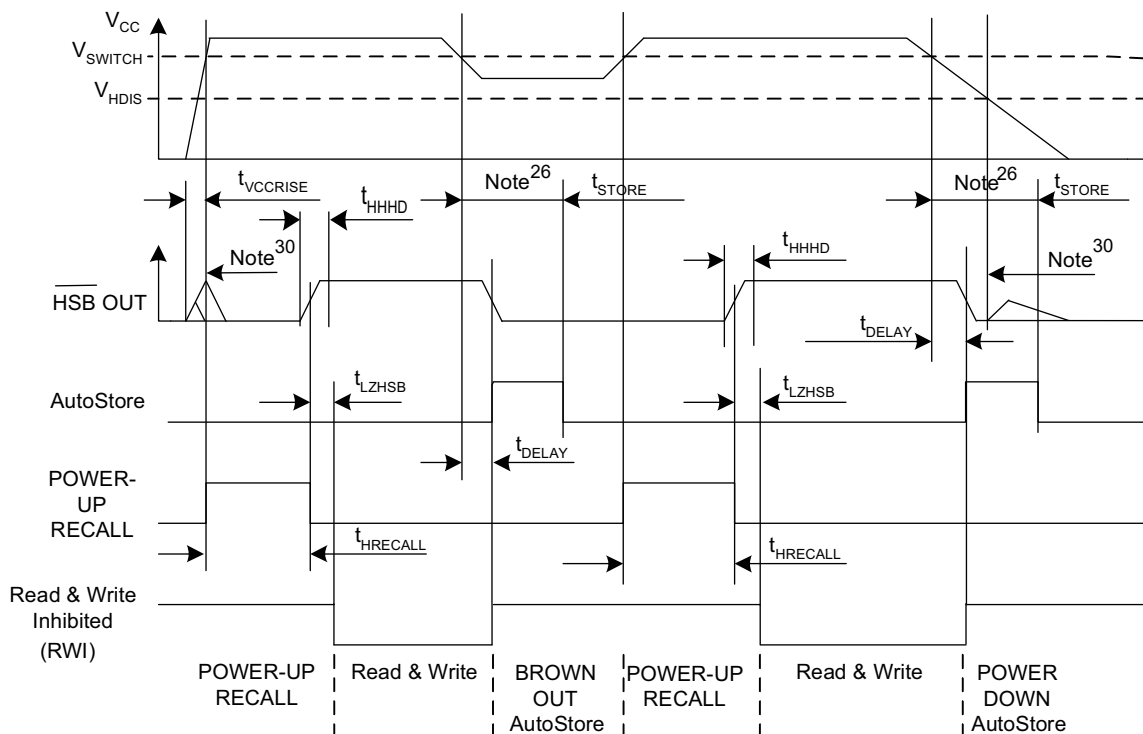 VCC
VSWITCH
VHDIS
tVCCRISE
tHHHD
Note26
tSTORE
Note26
tSTORE
Note30
tHHHD
Note30
HSB OUT
tDELAY
tLZHSB
tLZHSB
AutoStore
tDELAY
POWER-
UP
RECALL
tHRECALL
tHRECALL
Read & Write
Inhibited
(RWI)
POWER-UP
RECALL
Read & Write
BROWN
OUT
AutoStore
POWER-UP
RECALL
Read & Write
POWER
DOWN
AutoStore